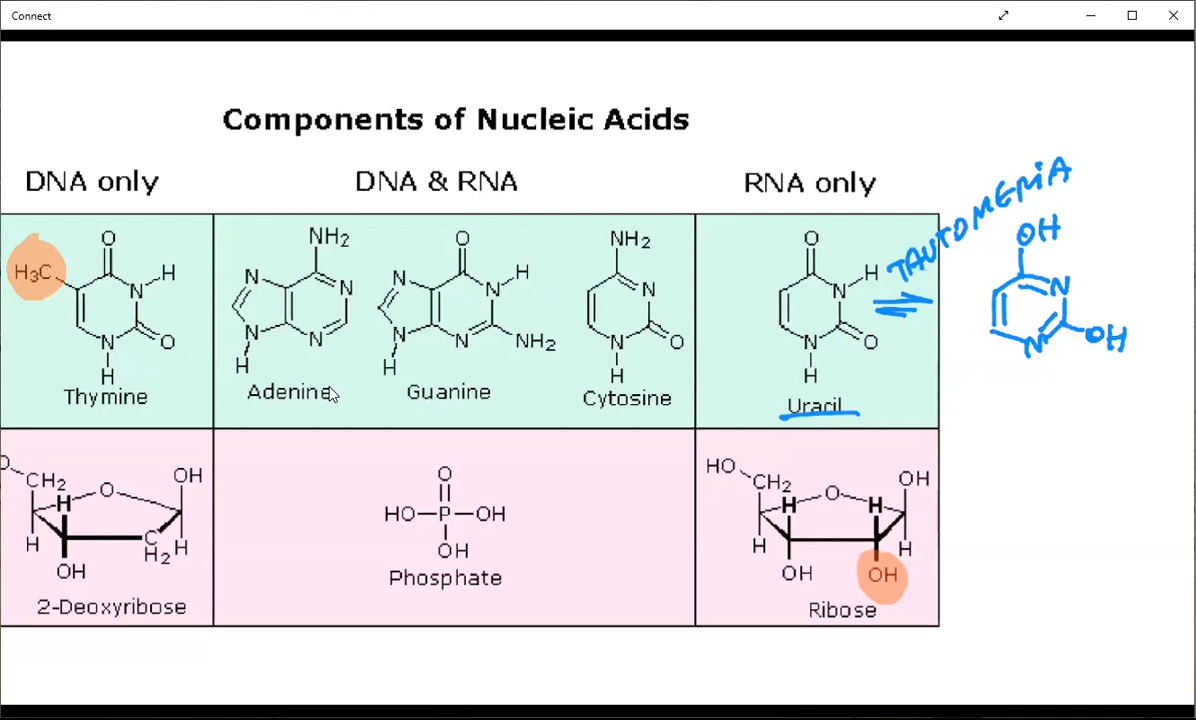 Connect
Components of Nucleic Acids
DNA only
DNA & RNA
RNA only
TAUTOMERIA
H₃C
O
N
H
O
N
H
Thymine
NH₂
N
N
N
N
H
Adenine
O
N
N
H
N
N
NH₂
H
Guanine
NH₂
N
N
O
H
Cytosine
O
H
N
N
O
H
Uracil
OH
N
N
OH
O
CH₂
O
OH
H
H
C
H₂
H
OH
2-Deoxyribose
O
HO
P
OH
OH
Phosphate
HO
CH₂
O
OH
H
H
H
H
OH
OH
Ribose